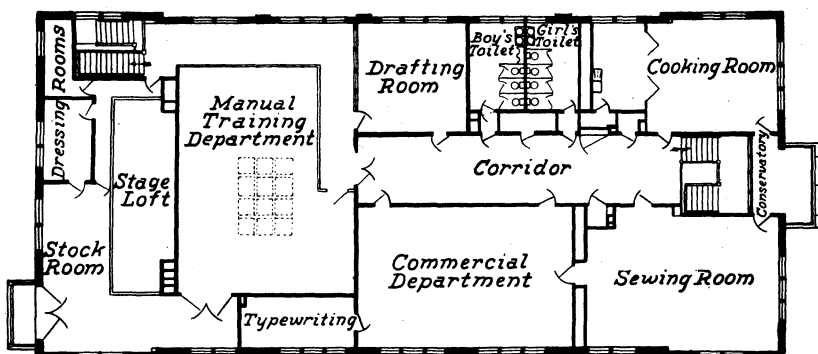 Boy's
Toilet
Girl's
Toilet
Dressing Rooms
Drafting
Room
Cooking Room
Manual
Training
Department
Stage
Loft
Corridor
Conservatory
Stock
Room
Commercial
Department
Sewing Room
Typewriting